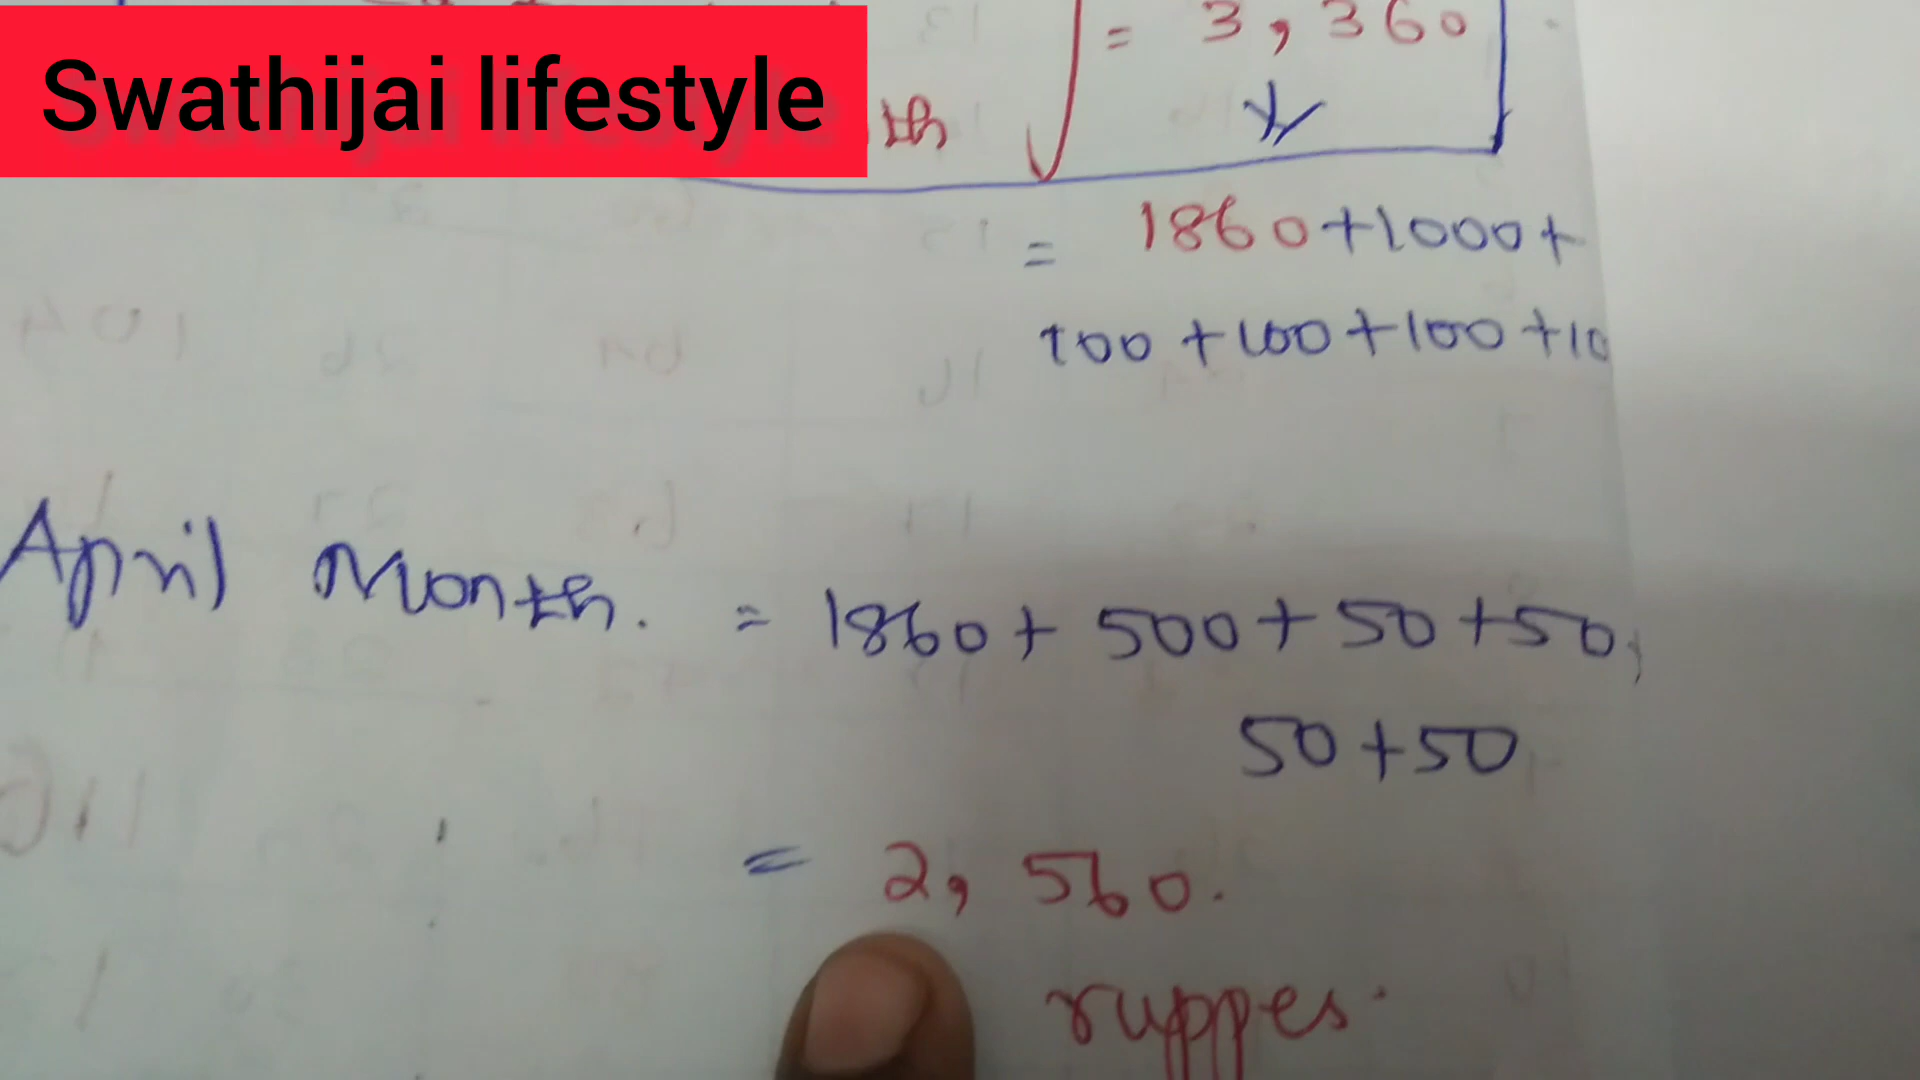 Swathijai lifestyle
= 3,360
th
= 1860+1000+
100+100+100+10
April Month. = 1860+500+50+50,
50+50
= 2,560.
ruppes.